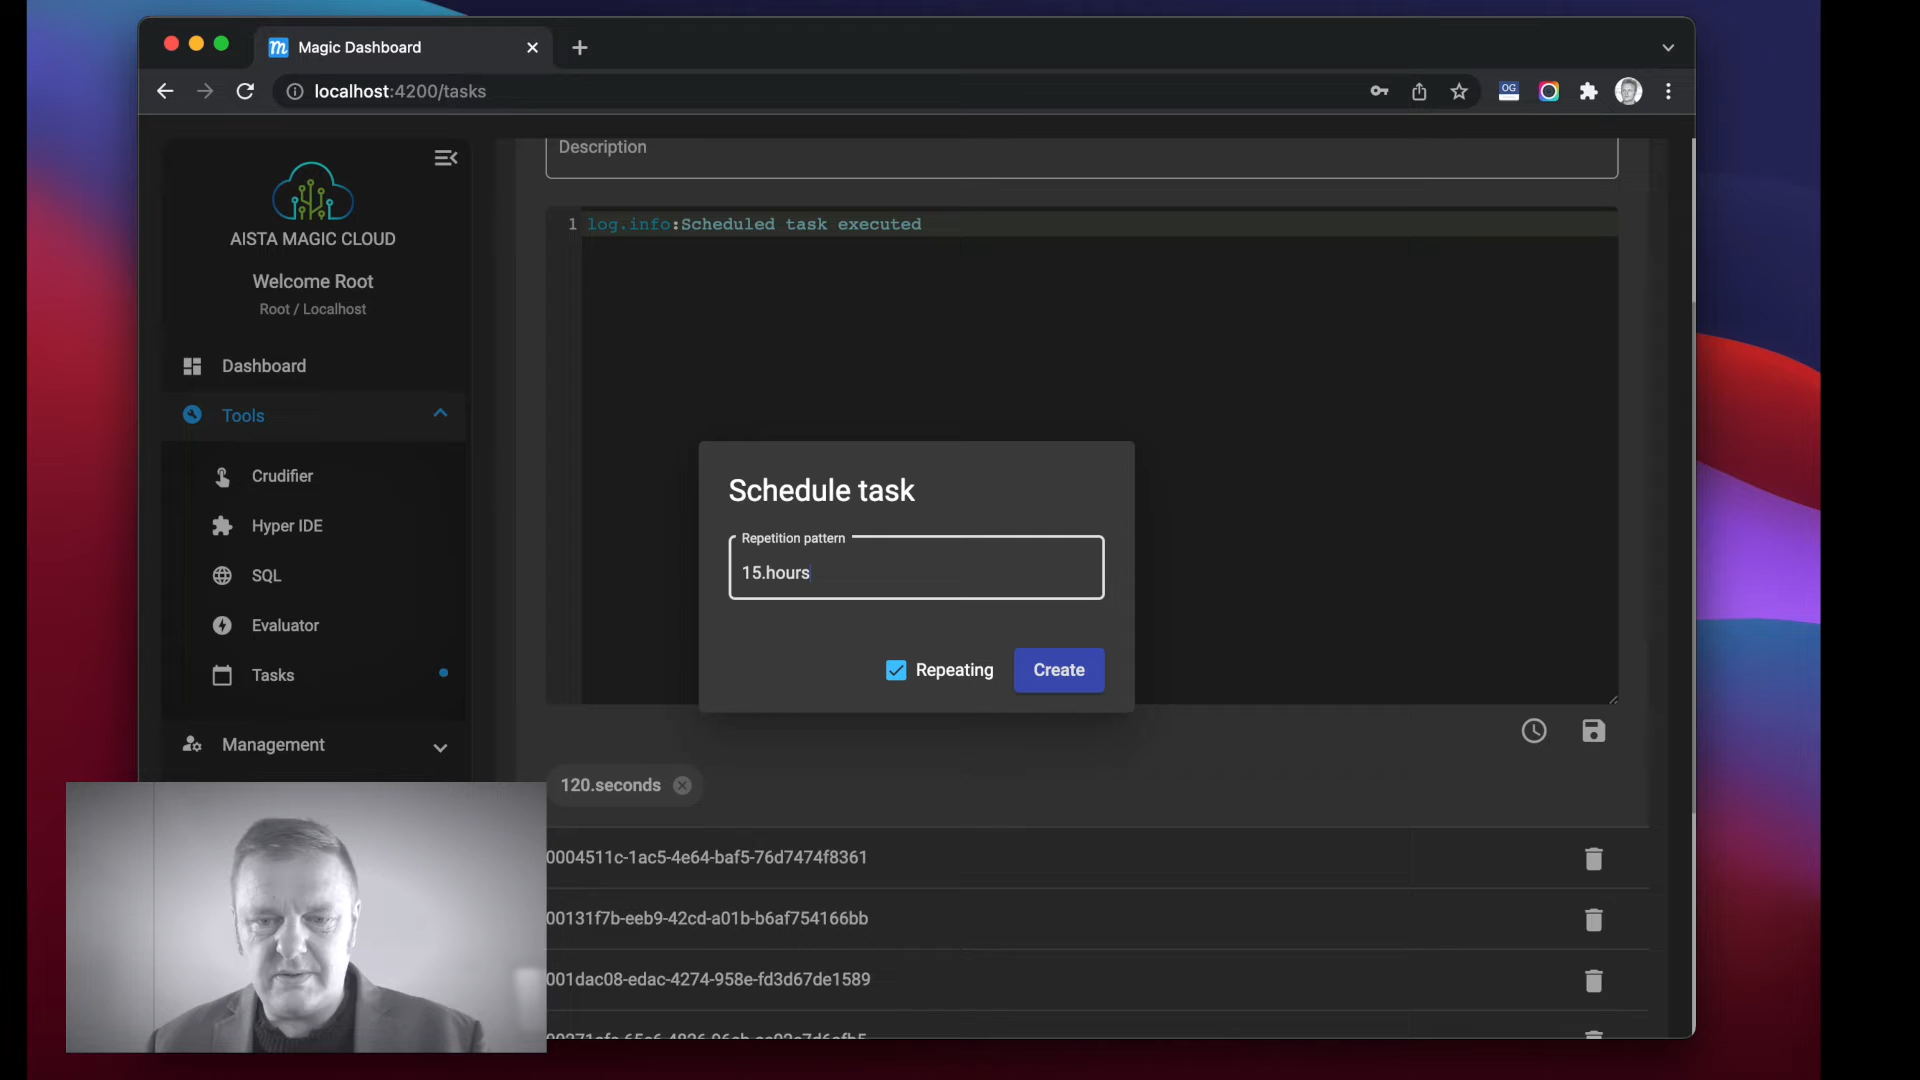 Magic Dashboard
localhost:4200/tasks
OG
AISTA MAGIC CLOUD
Welcome Root
Root / Localhost
Dashboard
Tools
Crudifier
Hyper IDE
SQL
Evaluator
Tasks
Management
Description
1 log.info:Scheduled task executed
Schedule task
Repetition pattern
15.hours
Repeating
Create
120.seconds
0004511c-1ac5-4e64-baf5-76d7474f8361
00131f7b-eeb9-42cd-a01b-b6af754166bb
001dac08-edac-4274-958e-fd3d67de1589